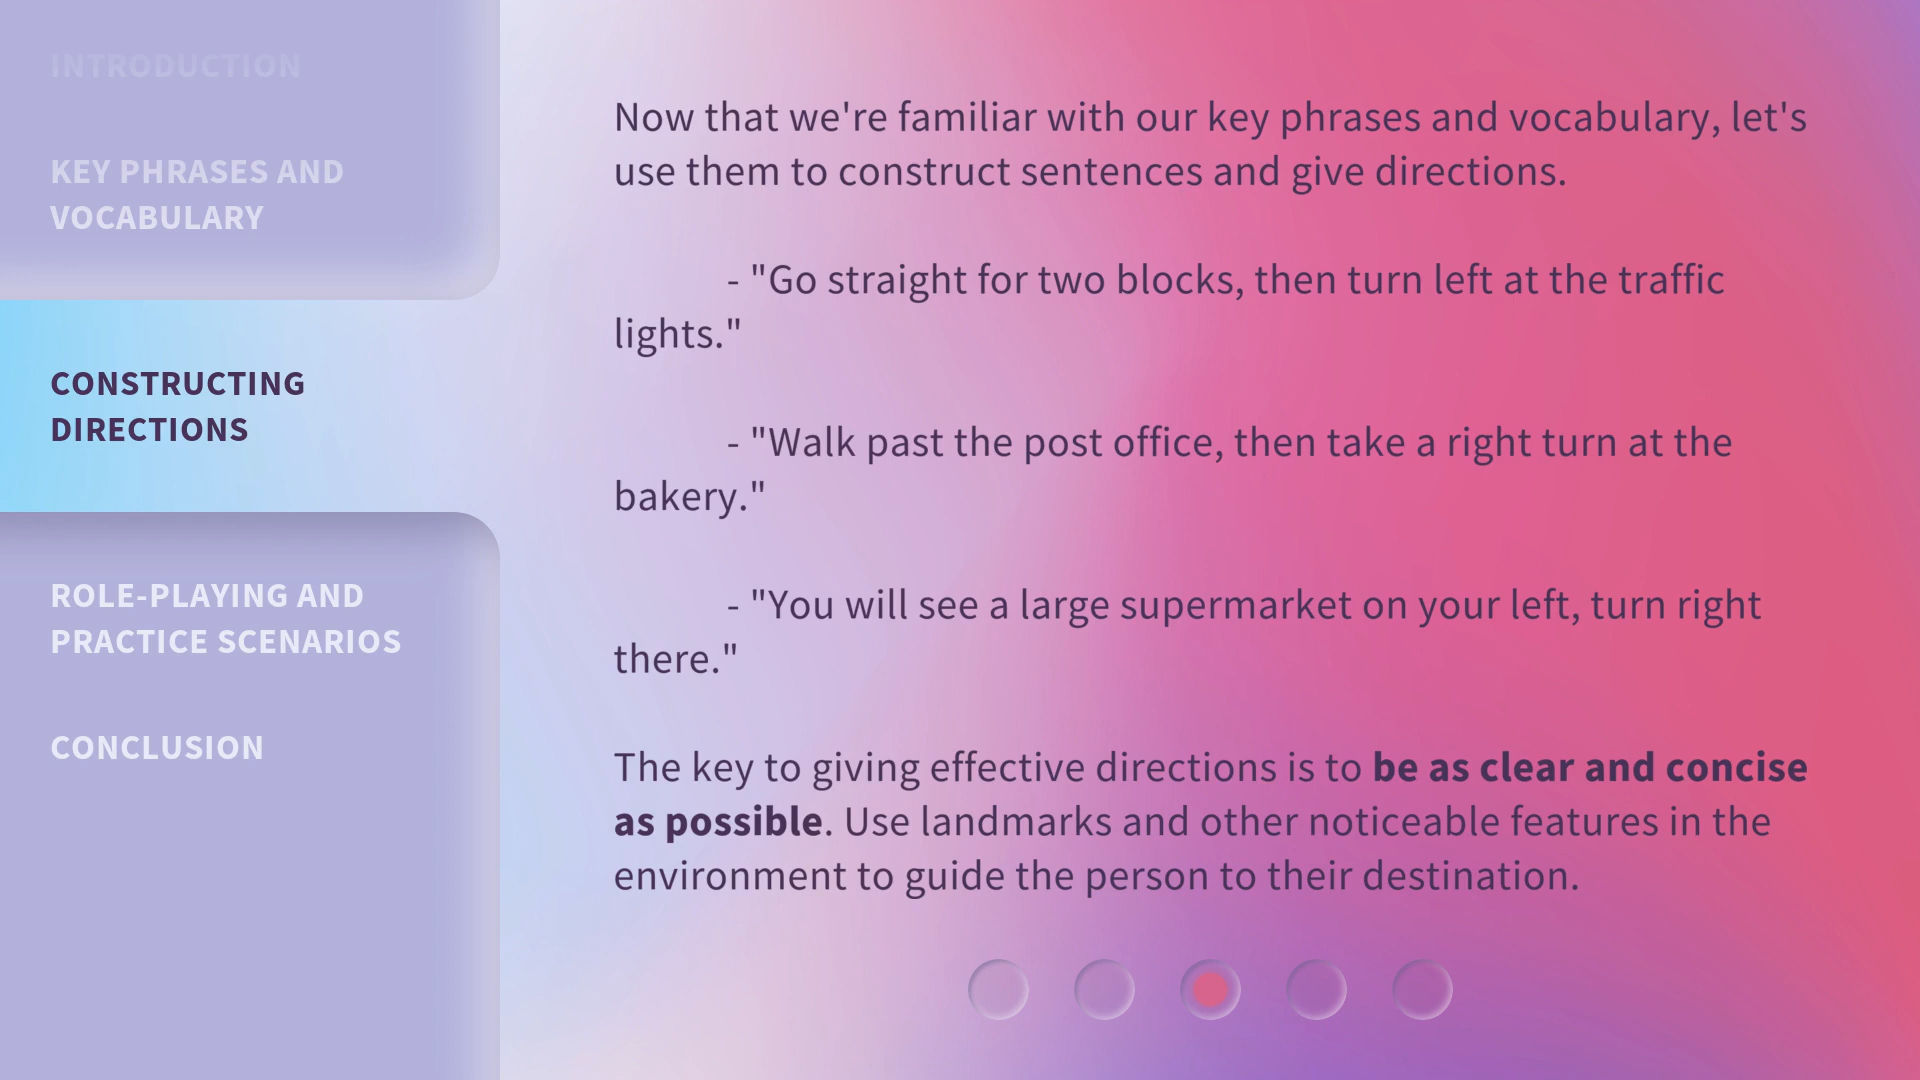 INTRODUCTION
KEY PHRASES AND
VOCABULARY
CONSTRUCTING
DIRECTIONS
ROLE-PLAYING AND
PRACTICE SCENARIOS
CONCLUSION
Now that we're familiar with our key phrases and vocabulary, let's
use them to construct sentences and give directions.
- "Go straight for two blocks, then turn left at the traffic
lights."
- "Walk past the post office, then take a right turn at the
bakery."
- "You will see a large supermarket on your left, turn right
there."
The key to giving effective directions is to be as clear and concise
as possible. Use landmarks and other noticeable features in the
environment to guide the person to their destination.